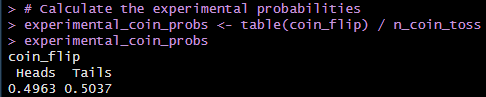 > # Calculate the experimental probabilities
> experimental_coin_probs <- table(coin_flip) / n_coin_toss
> experimental_coin_probs
coin_flip
 Heads  Tails
0.4963 0.5037